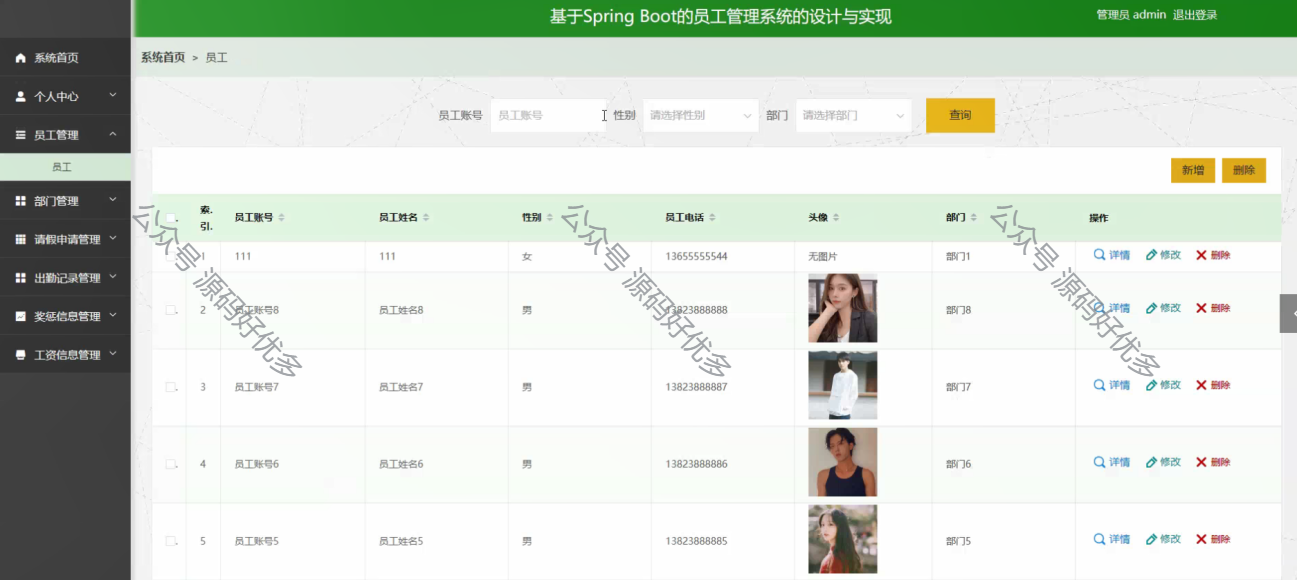 基于Spring Boot的员工管理系统的设计与实现
管理员 admin 退出登录
系统首页
个人中心
员工管理
员工
部门管理
请假申请管理
出勤记录管理
奖惩信息管理
工资信息管理
系统首页 > 员工
员工账号 员工账号 性别 请选择性别 部门 请选择部门 查询
新增 删除
索. 引. 员工账号 员工姓名 性别 员工电话 头像 部门 操作
1 111 111 女 13655555544 无图片 部门1 详情 修改 删除
2 员工账号8 员工姓名8 男 13823888888 部门8 详情 修改 删除
3 员工账号7 员工姓名7 男 13823888887 部门7 详情 修改 删除
4 员工账号6 员工姓名6 男 13823888886 部门6 详情 修改 删除
5 员工账号5 员工姓名5 男 13823888885 部门5 详情 修改 删除
公众号 源码好优多
公众号 源码好优多
公众号 源码好优多